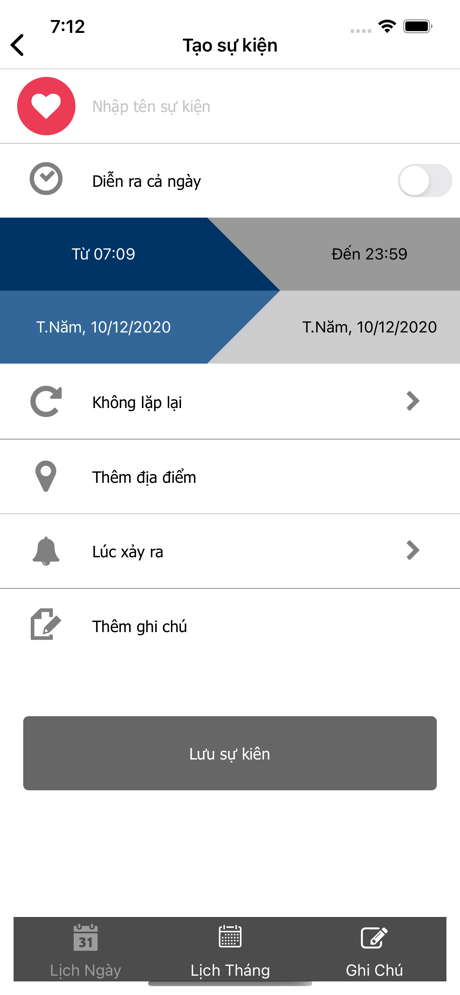 7:12
Tạo sự kiện
Nhập tên sự kiện
Diễn ra cả ngày
Từ 07:09
Đến 23:59
T.Năm, 10/12/2020
T.Năm, 10/12/2020
Không lặp lại
Thêm địa điểm
Lúc xảy ra
Thêm ghi chú
Lưu sự kiên
31
Lịch Ngày
Lịch Tháng
Ghi Chú